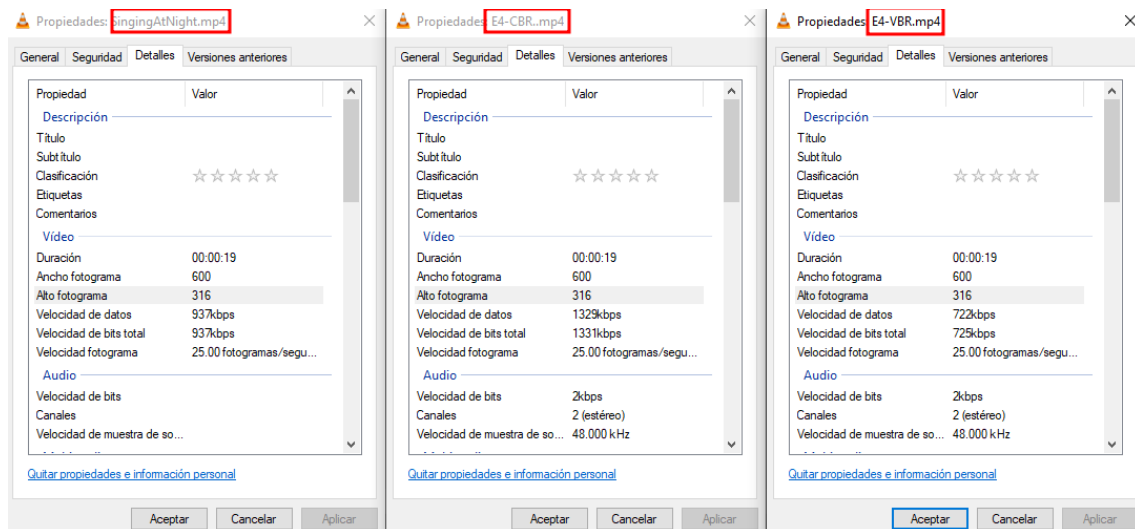 Propiedades: SingingAtNight.mp4
General Seguridad Detalles Versiones anteriores
Propiedad Valor
Descripción
Título
Subtítulo
Clasificación
Etiquetas
Comentarios
Vídeo
Duración 00:00:19
Ancho fotograma 600
Alto fotograma 316
Velocidad de datos 937kbps
Velocidad de bits total 937kbps
Velocidad fotograma 25.00 fotogramas/segu...
Audio
Velocidad de bits
Canales
Velocidad de muestra de so...
Quitar propiedades e información personal
Aceptar Cancelar Aplicar
Propiedades: E4-CBR..mp4
General Seguridad Detalles Versiones anteriores
Propiedad Valor
Descripción
Título
Subtítulo
Clasificación
Etiquetas
Comentarios
Vídeo
Duración 00:00:19
Ancho fotograma 600
Alto fotograma 316
Velocidad de datos 1329kbps
Velocidad de bits total 1331kbps
Velocidad fotograma 25.00 fotogramas/segu...
Audio
Velocidad de bits 2kbps
Canales 2 (estéreo)
Velocidad de muestra de so... 48.000 kHz
Quitar propiedades e información personal
Aceptar Cancelar Aplicar
Propiedades: E4-VBR.mp4
General Seguridad Detalles Versiones anteriores
Propiedad Valor
Descripción
Título
Subtítulo
Clasificación
Etiquetas
Comentarios
Vídeo
Duración 00:00:19
Ancho fotograma 600
Alto fotograma 316
Velocidad de datos 722kbps
Velocidad de bits total 725kbps
Velocidad fotograma 25.00 fotogramas/segu...
Audio
Velocidad de bits 2kbps
Canales 2 (estéreo)
Velocidad de muestra de so... 48.000 kHz
Quitar propiedades e información personal
Aceptar Cancelar Aplicar